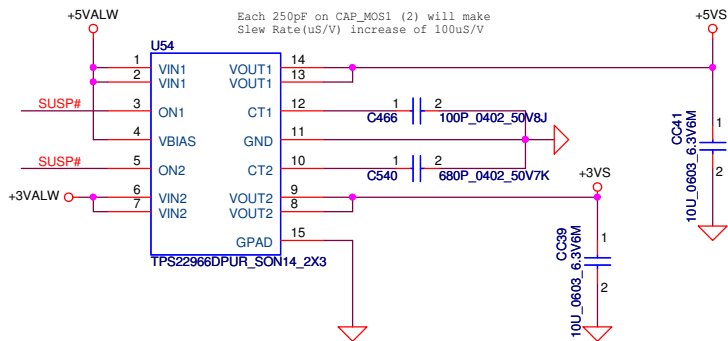 Each 250pF on CAP_MOS1 (2) will make
Slew Rate(uS/V) increase of 100uS/V
+5VALW
+5VS
U54
1 VIN1 VOUT1 14
2 VIN1 VOUT1 13
SUSP# 3 ON1 CT1 12
C466 1 2 100P_0402_50V8J
4 VBIAS GND 11
SUSP# 5 ON2 CT2 10
C540 1 2 680P_0402_50V7K
+3VALW 6 VIN2 VOUT2 9
7 VIN2 VOUT2 8
+3VS
GPAD 15
TPS22966DPUR_SON14_2X3
CC41
10U_0603_6.3V6M
1
2
CC39
10U_0603_6.3V6M
1
2